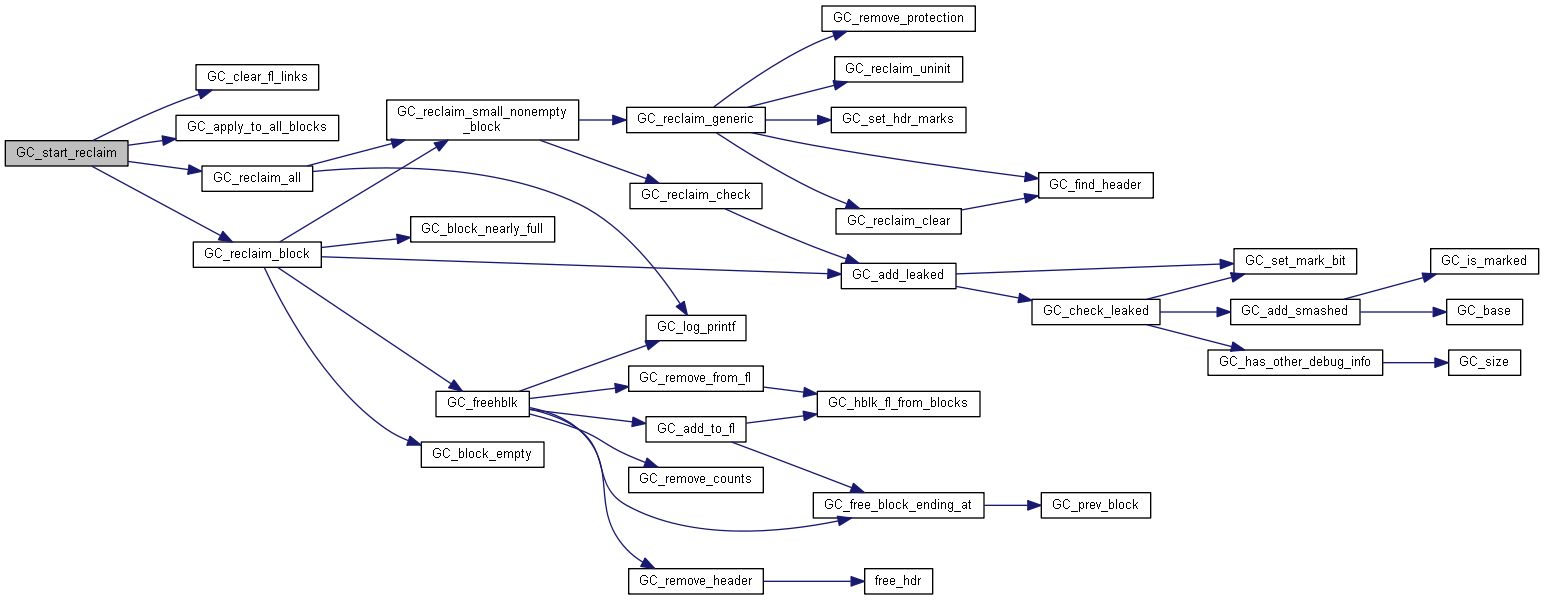 GC_remove_protection
GC_clear_fl_links
GC_reclaim_uninit
GC_reclaim_small_nonempty
_block
GC_apply_to_all_blocks
GC_reclaim_generic
GC_set_hdr_marks
GC_start_reclaim
GC_reclaim_all
GC_find_header
GC_reclaim_check
GC_reclaim_clear
GC_block_nearly_full
GC_reclaim_block
GC_add_leaked
GC_set_mark_bit
GC_is_marked
GC_check_leaked
GC_add_smashed
GC_base
GC_log_printf
GC_has_other_debug_info
GC_size
GC_remove_from_fl
GC_freehblk
GC_hblk_fl_from_blocks
GC_add_to_fl
GC_block_empty
GC_remove_counts
GC_free_block_ending_at
GC_prev_block
GC_remove_header
free_hdr